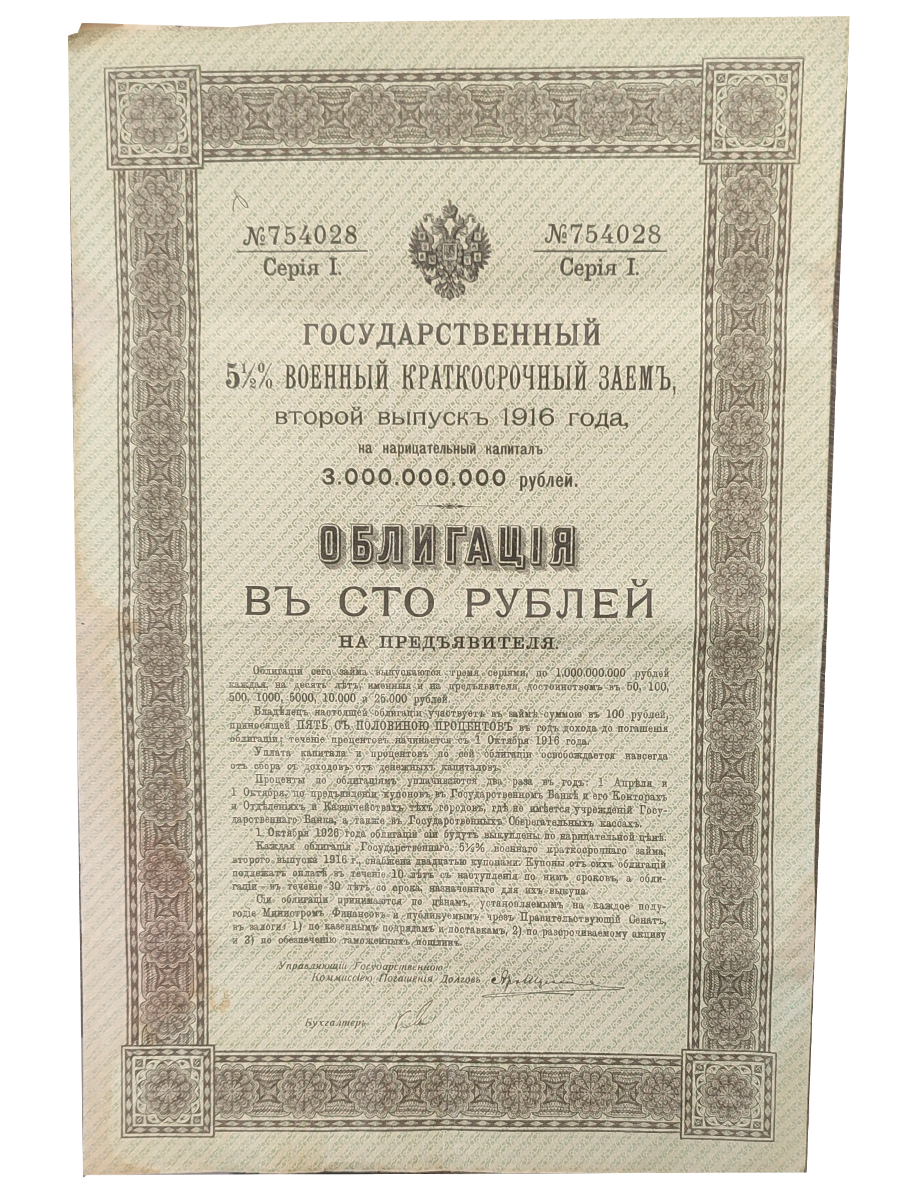 №754028
Серія I.
№754028
Серія I.
ГОСУДАРСТВЕННЫЙ
5½% ВОЕННЫЙ КРАТКОСРОЧНЫЙ ЗАЕМЪ,
ВТОРОЙ ВЫПУСКЪ 1916 ГОДА,
на нарицательный капиталъ
3.000.000.000 рублей.
ОБЛИГАЦІЯ
ВЪ СТО РУБЛЕЙ
НА ПРЕДЪЯВИТЕЛЯ.
Облигаціи сего займа выпускаются тремя серіями, по 1.000.000.000 рублей
каждая, на десять лѣтъ, именныя и на предъявителя, достоинствомъ въ 50, 100,
500, 1000, 5000, 10.000 и 25.000 рублей.
Владѣлецъ настоящей облигаціи участвуетъ въ займѣ суммою въ 100 рублей,
приносящей ПЯТЬ СЪ ПОЛОВИНОЮ ПРОЦЕНТОВЪ въ годъ дохода до погашенія
облигаціи; теченіе процентовъ начинается съ 1 Октября 1916 года.
Уплата капитала и процентовъ по сей облигаціи освобождается навсегда
отъ сбора съ доходовъ отъ денежныхъ капиталовъ.
Проценты по облигаціямъ уплачиваются два раза въ годъ: 1 Апрѣля и
1 Октября, по предъявленіи купоновъ въ Государственномъ Банкѣ и его Конторахъ
и Отдѣленіяхъ и Казначействахъ тѣхъ городовъ, гдѣ не имѣется учрежденій Госу-
дарственнаго Банка, а также въ Государственныхъ Сберегательныхъ кассахъ.
1 Октября 1926 года облигаціи сіи будутъ выкуплены по нарицательной цѣнѣ.
Каждая облигація Государственнаго 5½% военнаго краткосрочнаго займа,
второго выпуска 1916 г., снабжена двадцатью купонами. Купоны отъ сихъ облигацій
подлежатъ оплатѣ въ теченіе 10 лѣтъ съ наступленія по нимъ сроковъ, а обли-
гаціи - въ теченіе 30 лѣтъ со срока, назначеннаго для ихъ выкупа.
Сіи облигаціи принимаются по цѣнамъ, установляемымъ на каждое полу-
годіе Министромъ Финансовъ и публикуемымъ чрезъ Правительствующій Сенатъ,
въ залоги: 1) по казеннымъ подрядамъ и поставкамъ, 2) по разсрочиваемому акцизу
и 3) по обезпеченію таможенныхъ пошлинъ.
Управляющій Государственною
Коммиссіею Погашенія Долговъ
Бухгалтеръ